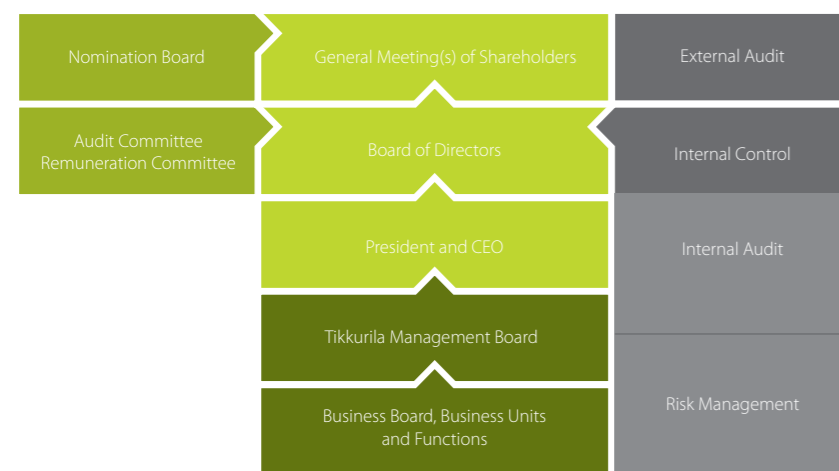 Nomination Board
General Meeting(s) of Shareholders
External Audit
Audit Committee
Remuneration Committee
Board of Directors
Internal Control
President and CEO
Internal Audit
Tikkurila Management Board
Risk Management
Business Board, Business Units
and Functions